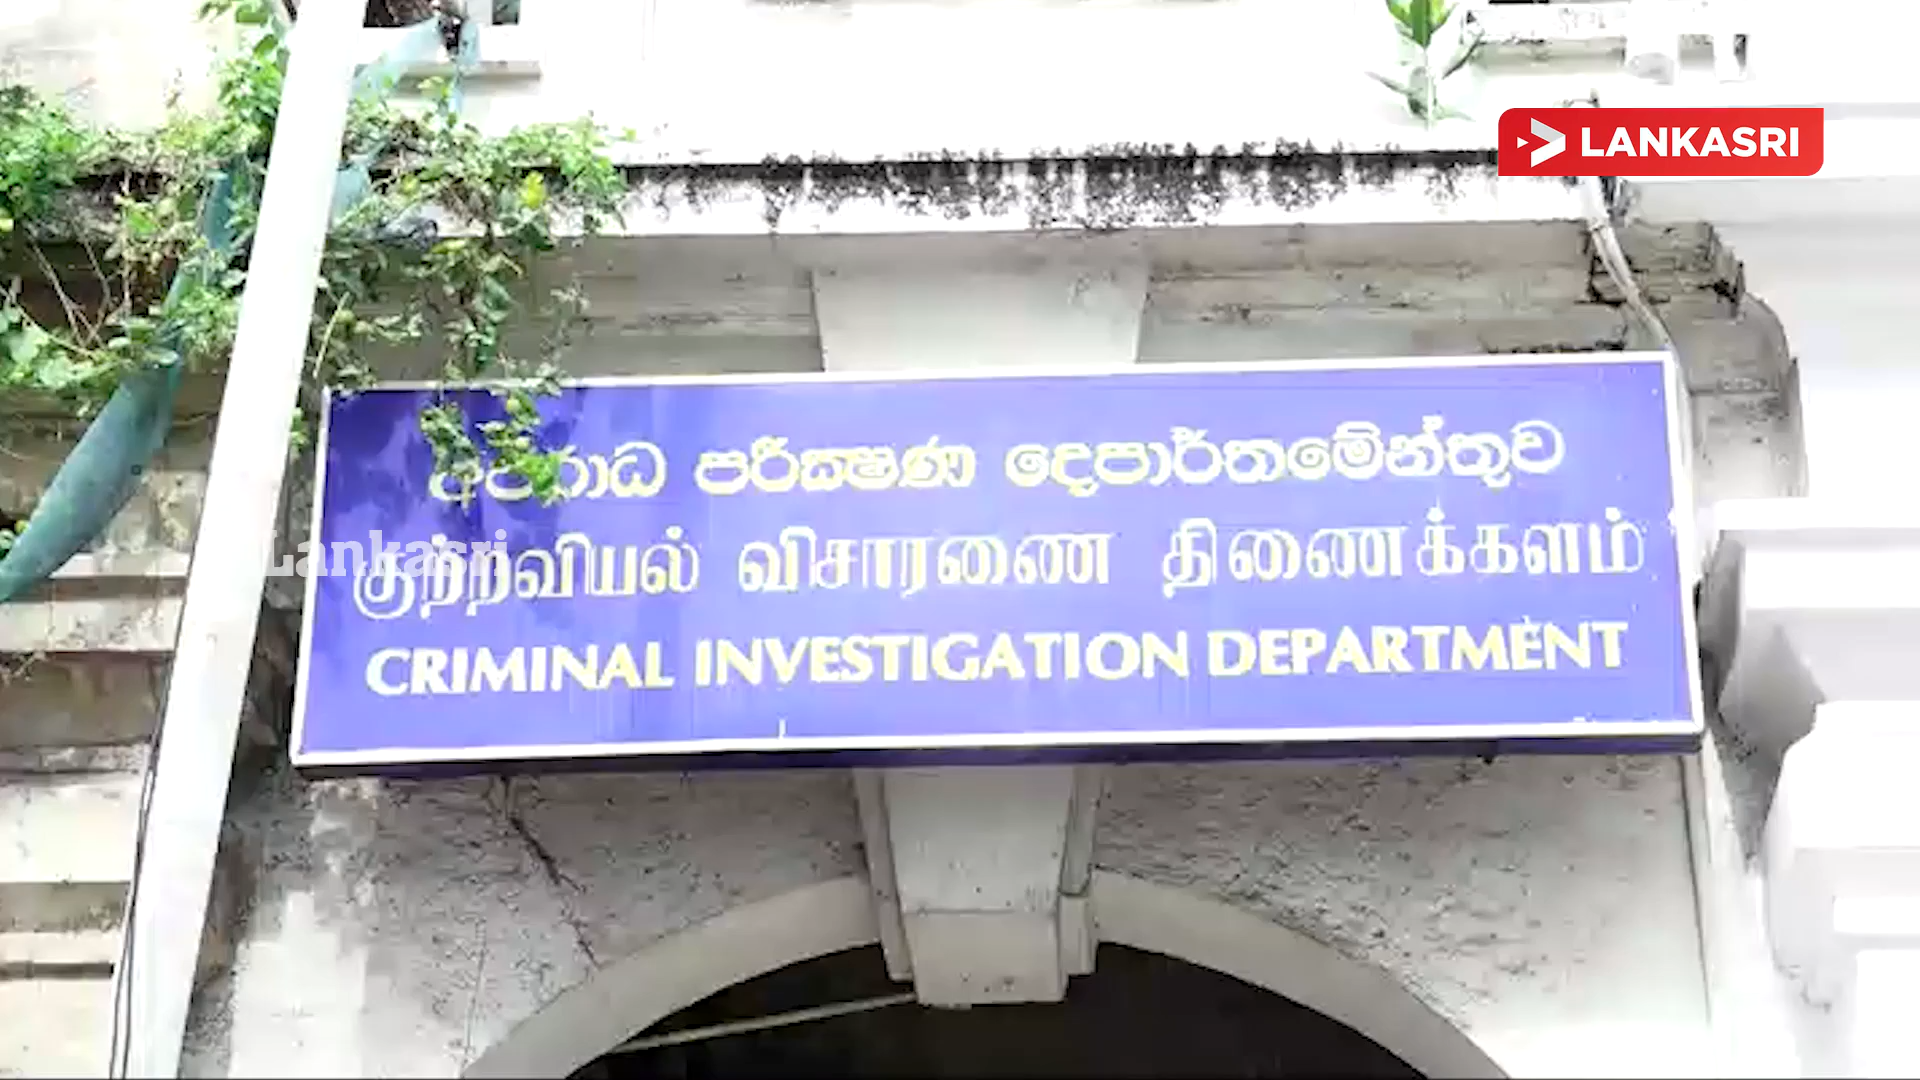 LANKASRI
අපරාධ පරීක්ෂණ දෙපාර්තමේන්තුව
குற்றவியல் விசாரணை திணைக்களம்
Lankasri
CRIMINAL INVESTIGATION DEPARTMENT